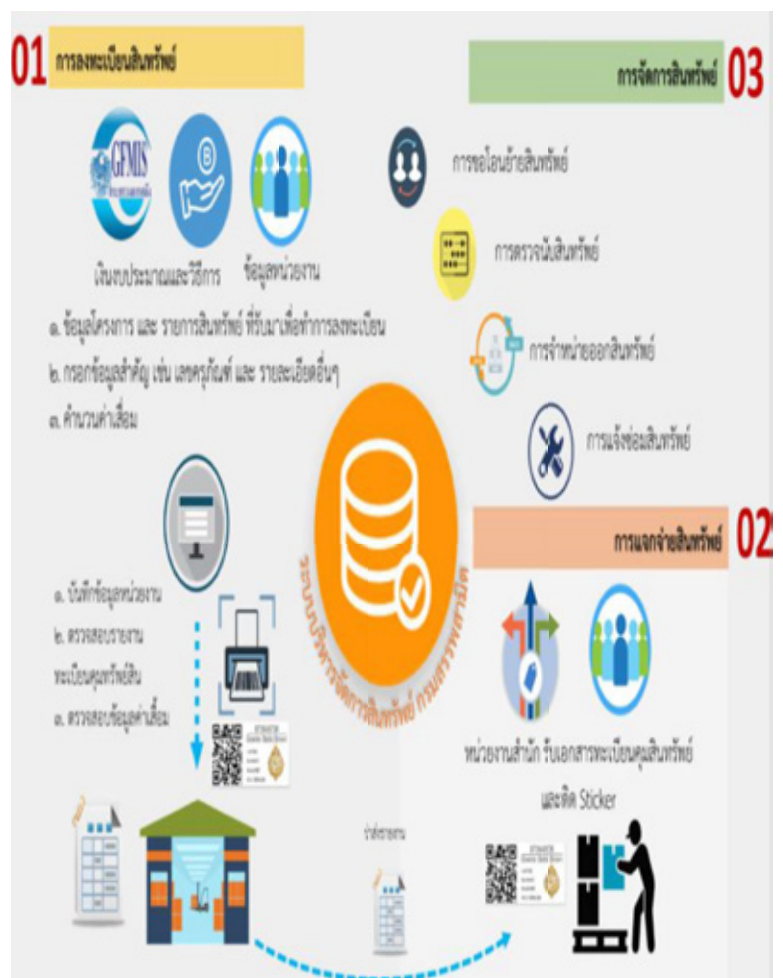 01
การลงทะเบียนสินทรัพย์
GFMIS
เงินงบประมาณและวิธีการ
ข้อมูลหน่วยงาน
๑. ข้อมูลโครงการ และ รายการสินทรัพย์ ที่รับมาเพื่อทำการลงทะเบียน
๒. กรอกข้อมูลสำคัญ เช่น เลขครุภัณฑ์ และ รายละเอียดอื่นๆ
๓. คำนวนค่าเสื่อม
๑. บันทึกข้อมูลหน่วยงาน
๒. ตรวจสอบรายงาน
ทะเบียนคุมทรัพย์สิน
๓. ตรวจสอบข้อมูลค่าเสื่อม
ระบบบริหารจัดการสินทรัพย์ กรมสรรพสามิต
การแจกจ่ายสินทรัพย์
02
หน่วยงานสำนัก รับเอกสารทะเบียนคุมสินทรัพย์
และติด Sticker
นำส่งรายงาน
การจัดการสินทรัพย์
03
การขอโอนย้ายสินทรัพย์
การตรวจนับสินทรัพย์
การจำหน่ายออกสินทรัพย์
การแจ้งซ่อมสินทรัพย์